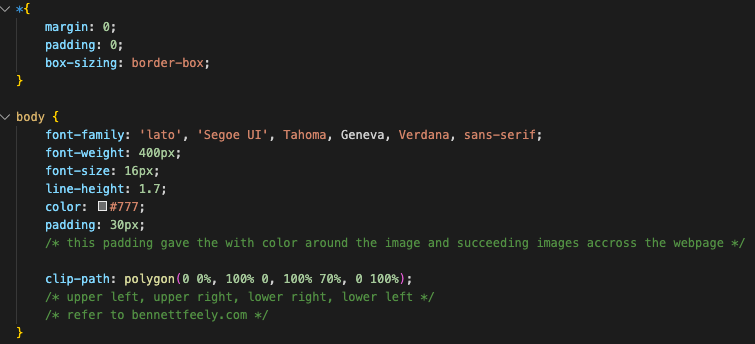 *{
margin: 0;
padding: 0;
box-sizing: border-box;
}
body {
font-family: 'lato', 'Segoe UI', Tahoma, Geneva, Verdana, sans-serif;
font-weight: 400px;
font-size: 16px;
line-height: 1.7;
color: #777;
padding: 30px;
/* this padding gave the with color around the image and succeeding images accross the webpage */
clip-path: polygon(0 0%, 100% 0, 100% 70%, 0 100%);
/* upper left, upper right, lower right, lower left */
/* refer to bennettfeely.com */
}